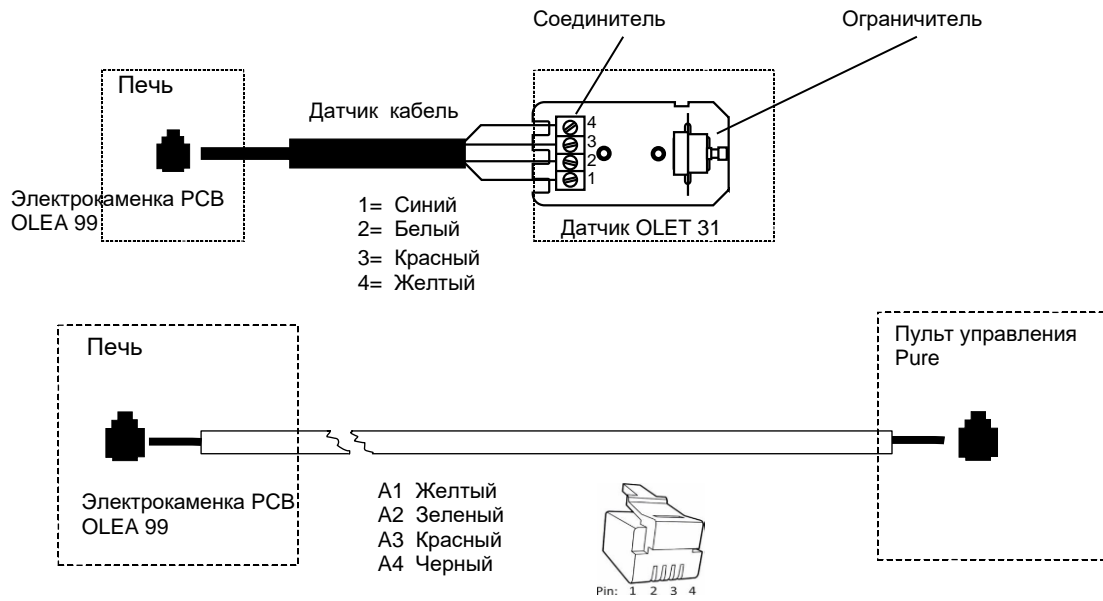 Соединитель
Ограничитель
Печь
Датчик кабель
4
3
2
1
Электрокаменка PCB
OLEA 99
1= Синий
2= Белый
3= Красный
4= Желтый
Датчик OLET 31
Печь
Пульт управления
Pure
Электрокаменка PCB
OLEA 99
A1 Желтый
A2 Зеленый
A3 Красный
A4 Черный
Pin: 1 2 3 4